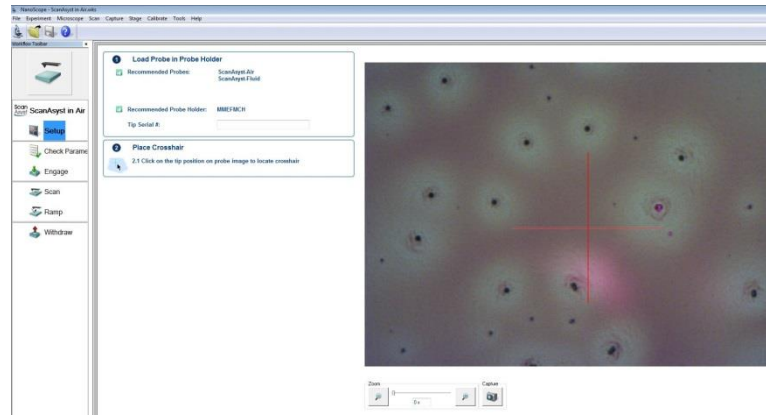 NanoScope - ScanAsyst in Air.wks
File Experiment Microscope Scan Capture Stage Calibrate Tools Help
Workflow Toolbar
ScanAsyst in Air
Setup
Check Parame
Engage
Scan
Ramp
Withdraw
1 Load Probe in Probe Holder
Recommended Probes: ScanAsyst-Air
ScanAsyst-Fluid
Recommended Probe Holder: MMEFMCH
Tip Serial #:
2 Place Crosshair
2.1 Click on the tip position on probe image to locate crosshair
Zoom
0x
Capture